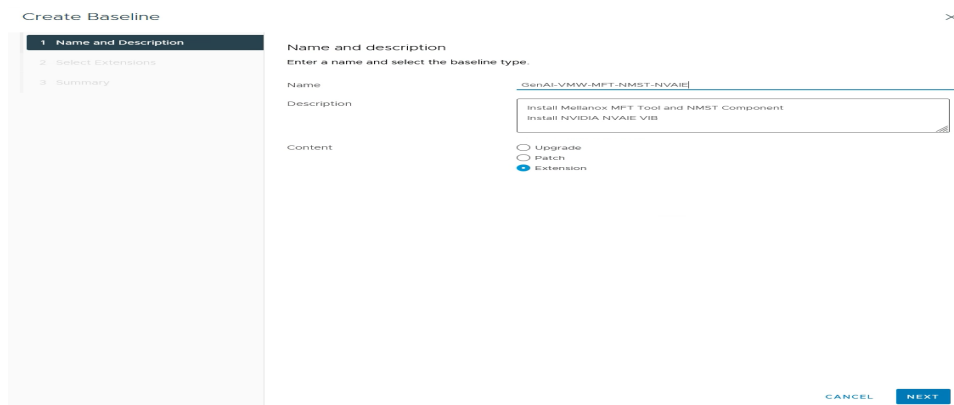 Create Baseline
1 Name and Description
2 Select Extensions
3 Summary
Name and description
Enter a name and select the baseline type.
Name
GenAI-VMW-MFT-NMST-NVAIE
Description
Install Mellanox MFT Tool and NMST Component
Install NVIDIA NVAIE VIB
Content
Upgrade
Patch
Extension
CANCEL
NEXT